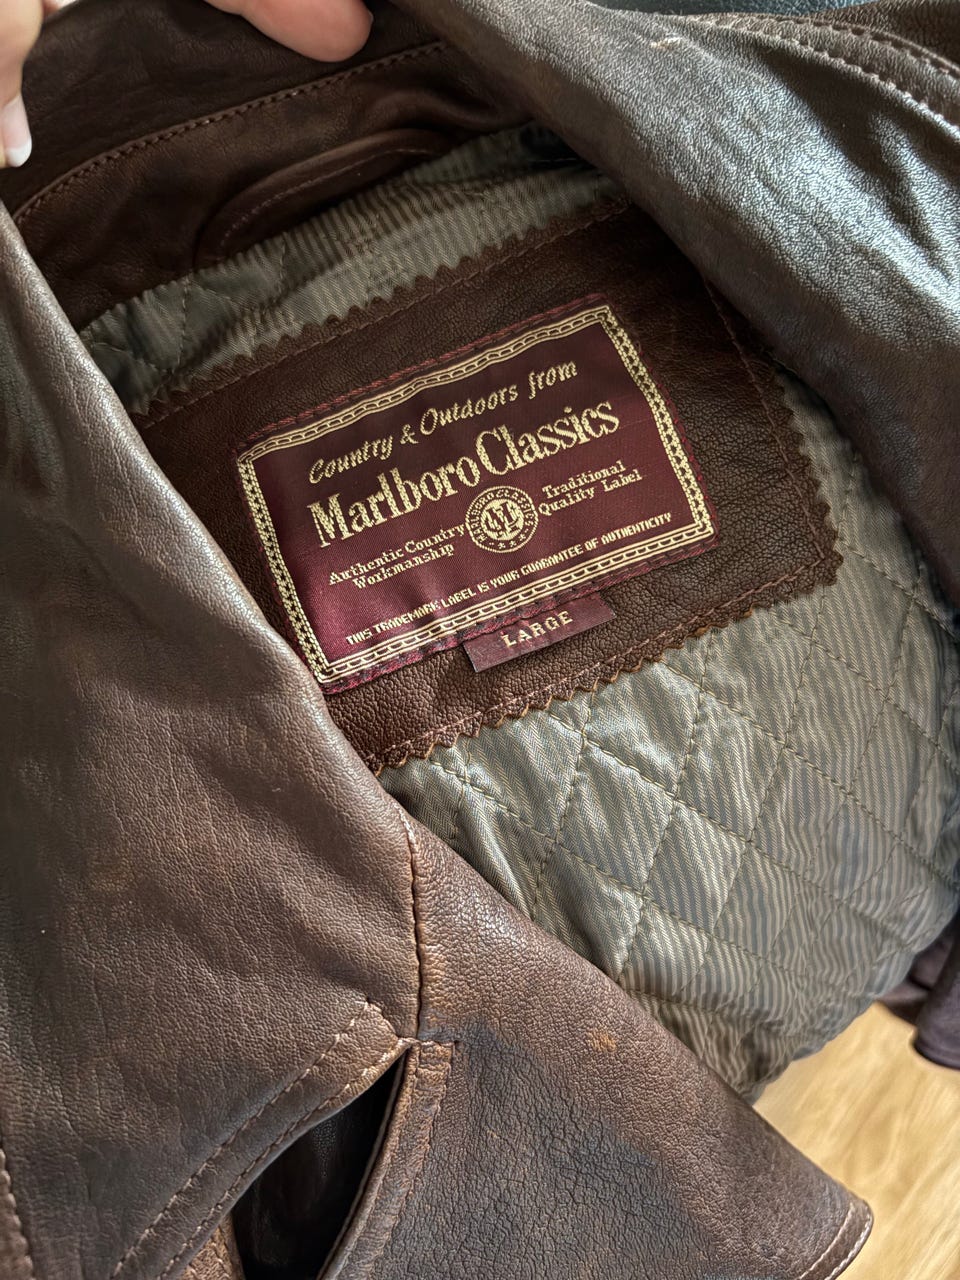 Country & Outdoors from
Marlboro Classics
Authentic Country
Workmanship
Traditional
Quality Label
THIS TRADEMARK LABEL IS YOUR GUARANTEE OF AUTHENTICITY
LARGE